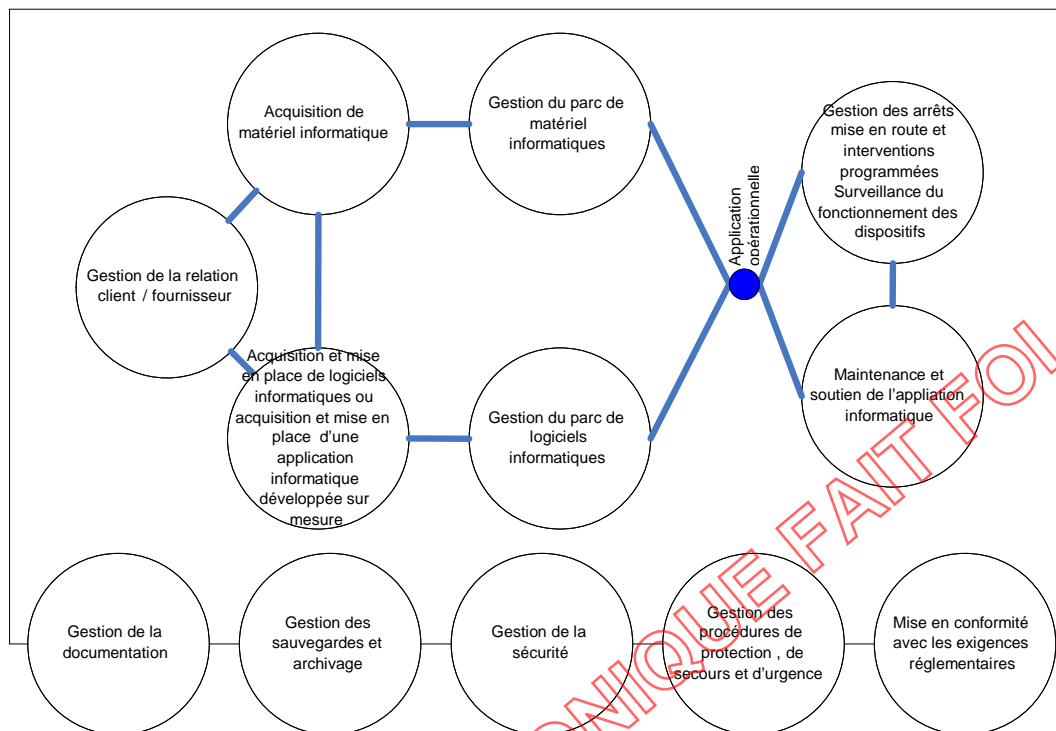 Acquisition de
matériel informatique
Gestion du parc de
matériel
informatiques
Gestion des arrêts
mise en route et
interventions
programmées
Surveillance du
fonctionnement des
dispositifs
Application
opérationnelle
Gestion de la relation
client / fournisseur
Acquisition et mise
en place de logiciels
informatiques ou
acquisition et mise en
place d'une
application
informatique
développée sur
mesure
Gestion du parc de
logiciels
informatiques
Maintenance et
soutien de l'appliation
informatique
Gestion de la
documentation
Gestion des
sauvegardes et
archivage
Gestion de la
sécurité
Gestion des
procédures de
protection , de
secours et d'urgence
Mise en conformité
avec les exigences
réglementaires
ONIQUE FAIT FOI